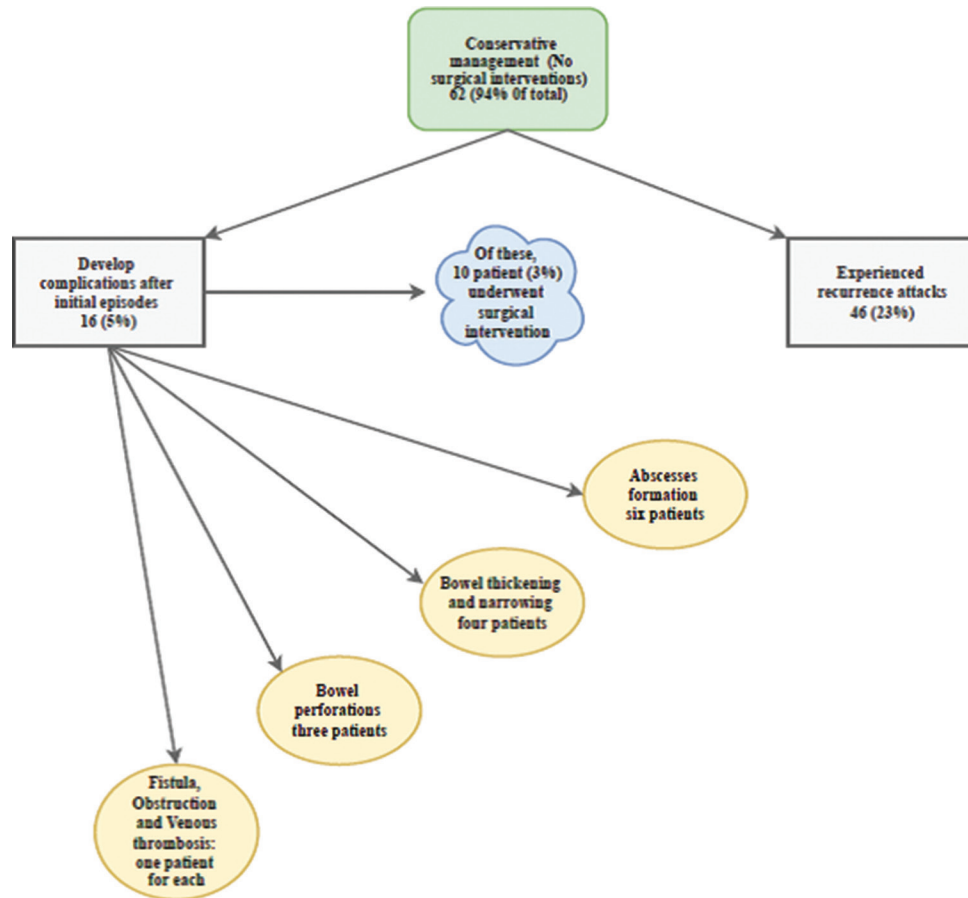 Conservative
management (No
surgical interventions)
62 (94% 0f total)
Develop
complications after
initial episodes
16 (5%)
Of these,
10 patient (3%)
underwent
surgical
intervention
Experienced
recurrence attacks
46 (23%)
Abscesses
formation
six patients
Bowel thickening
and narrowing
four patients
Bowel
perforations
three patients
Fistula,
Obstruction
and Venous
thrombosis:
one patient
for each